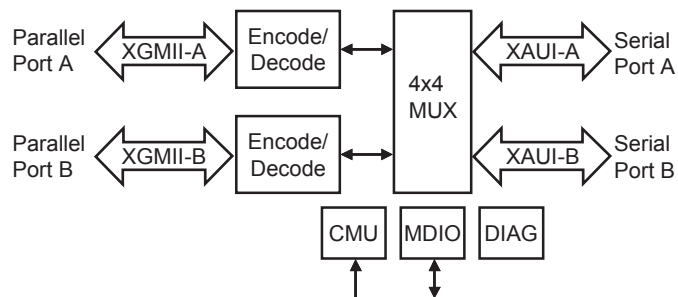 Parallel
Port A
XGMII-A
Encode/
Decode
4x4
MUX
XAUI-A
Serial
Port A
Parallel
Port B
XGMII-B
Encode/
Decode
XAUI-B
Serial
Port B
CMU
MDIO
DIAG